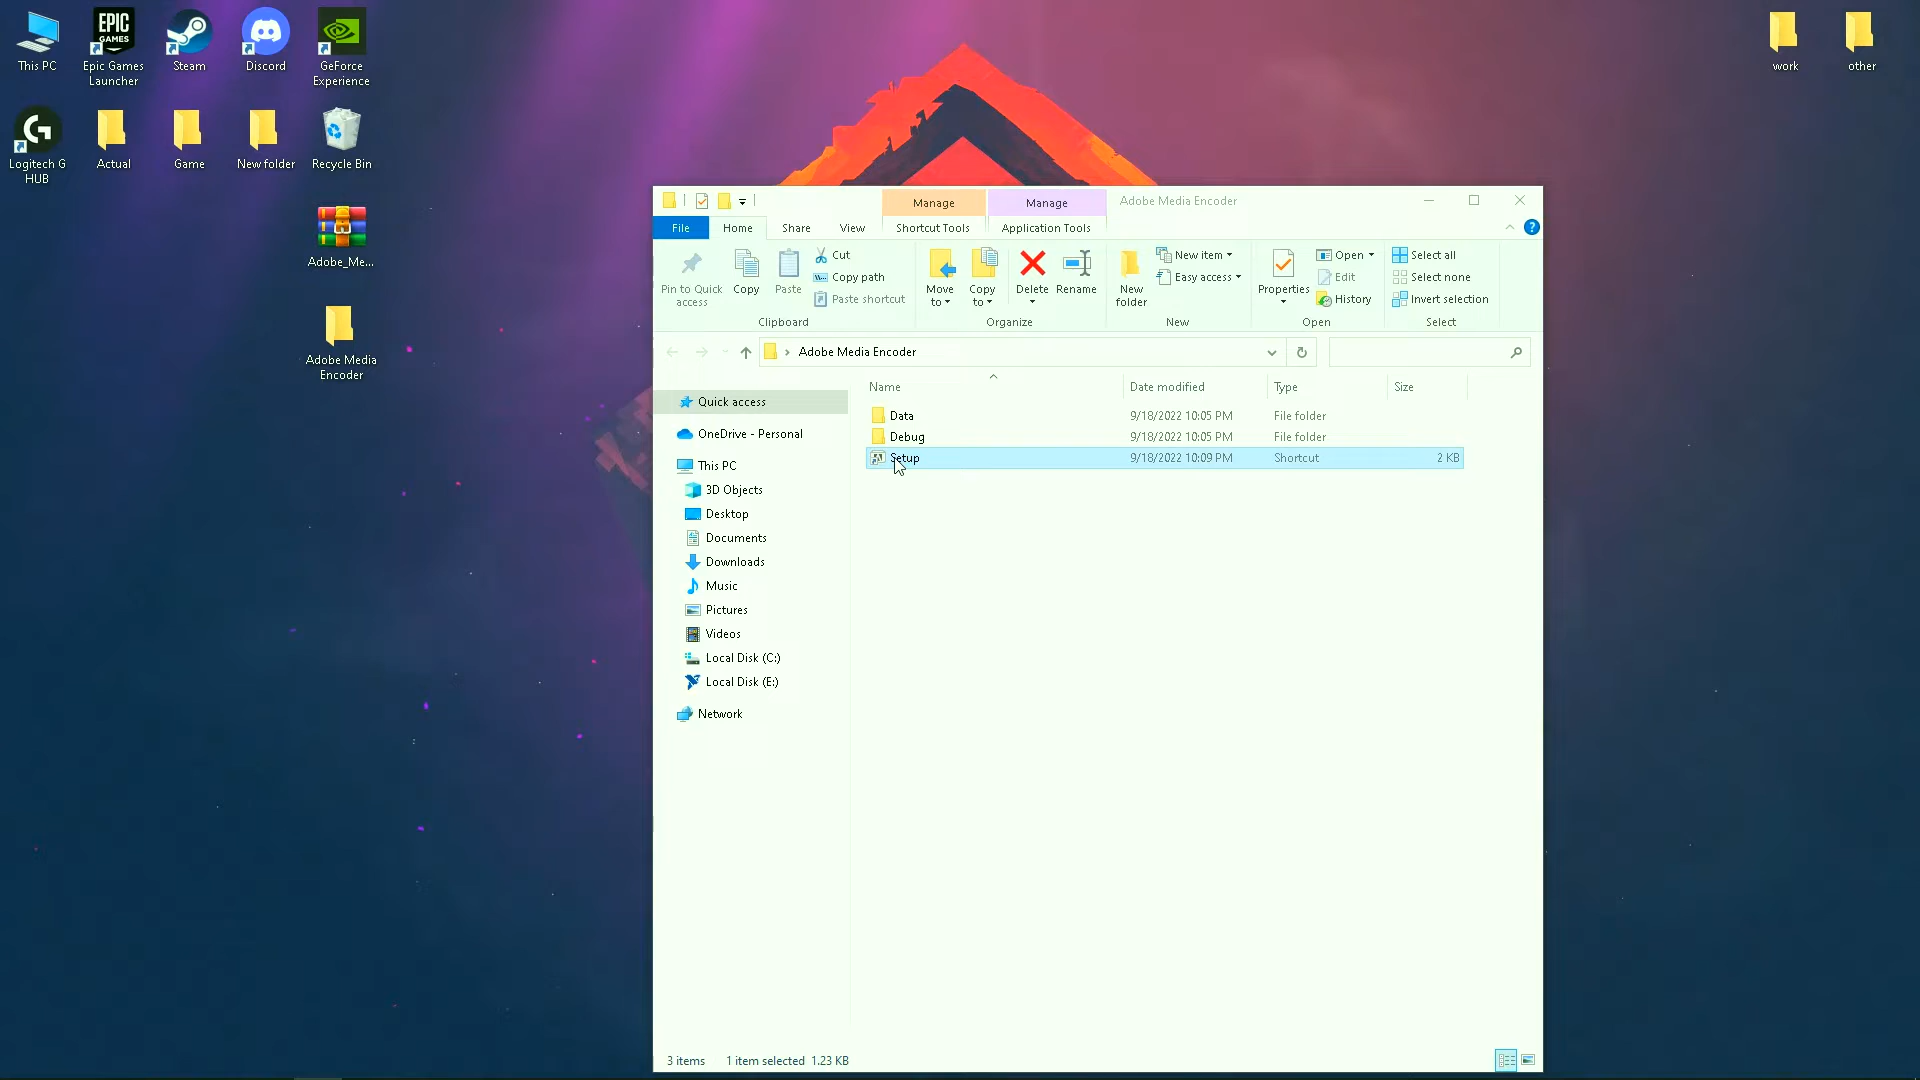 This PC
Epic Games
Launcher
Steam
Discord
GeForce
Experience
work
other
EPIC
GAMES
Logitech G
HUB
Actual
Game
New folder
Recycle Bin
Adobe_Me...
Adobe Media
Encoder
Manage
Manage
Adobe Media Encoder
File
Home
Share
View
Shortcut Tools
Application Tools
Pin to Quick
access
Copy
Paste
Cut
Copy path
Paste shortcut
Clipboard
Move
to
Copy
to
Delete
Rename
Organize
New
folder
New item
Easy access
New
Properties
Open
Edit
History
Open
Select all
Select none
Invert selection
Select
Adobe Media Encoder
Name
Date modified
Type
Size
Data
9/18/2022 10:05 PM
File folder
Debug
9/18/2022 10:05 PM
File folder
Setup
9/18/2022 10:09 PM
Shortcut
2 KB
Quick access
OneDrive - Personal
This PC
3D Objects
Desktop
Documents
Downloads
Music
Pictures
Videos
Local Disk (C:)
Local Disk (E:)
Network
3 items
1 item selected 1.23 KB